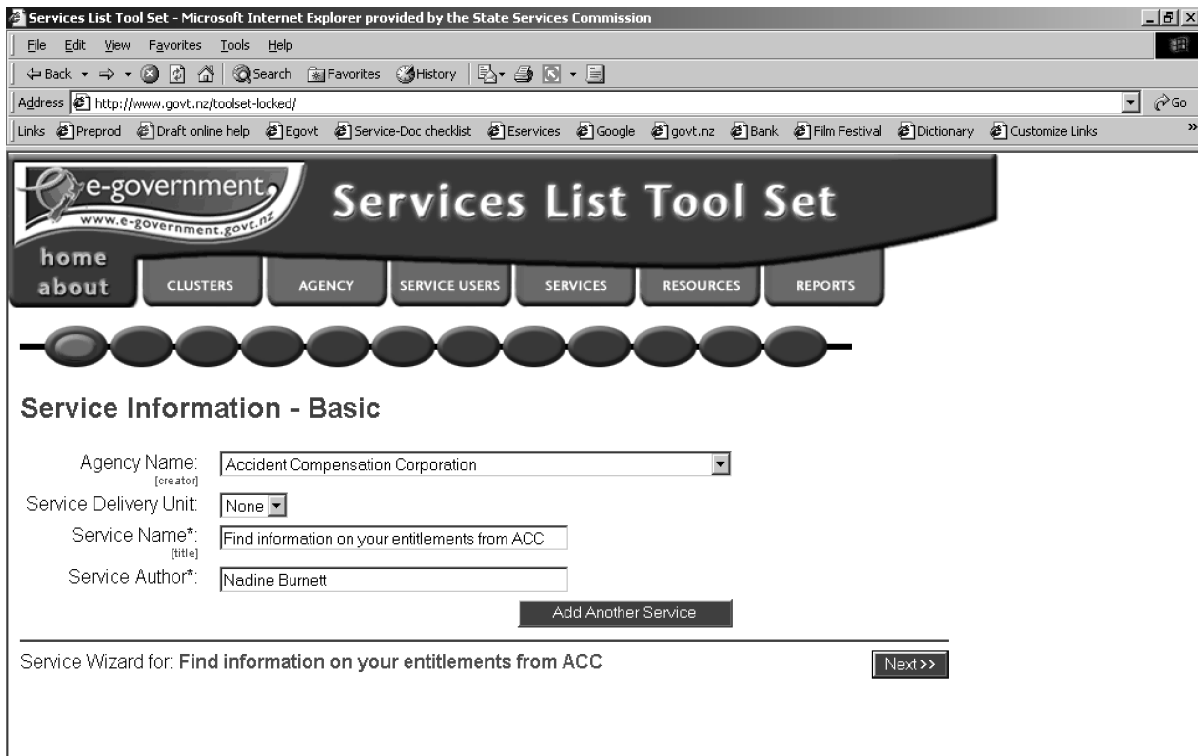 Services List Tool Set - Microsoft Internet Explorer provided by the State Services Commission
File Edit View Favorites Tools Help
Back Search Favorites History
Address http://www.govt.nz/toolset-locked/ Go
Links Preprod Draft online help Egovt Service-Doc checklist Eservices Google govt.nz Bank Film Festival Dictionary Customize Links »
e-government
www.e-government.govt.nz
Services List Tool Set
home
about
CLUSTERS AGENCY SERVICE USERS SERVICES RESOURCES REPORTS
Service Information - Basic
Agency Name: Accident Compensation Corporation
[creator]
Service Delivery Unit: None
Service Name*: Find information on your entitlements from ACC
[title]
Service Author*: Nadine Burnett
Add Another Service
Service Wizard for: Find information on your entitlements from ACC Next>>